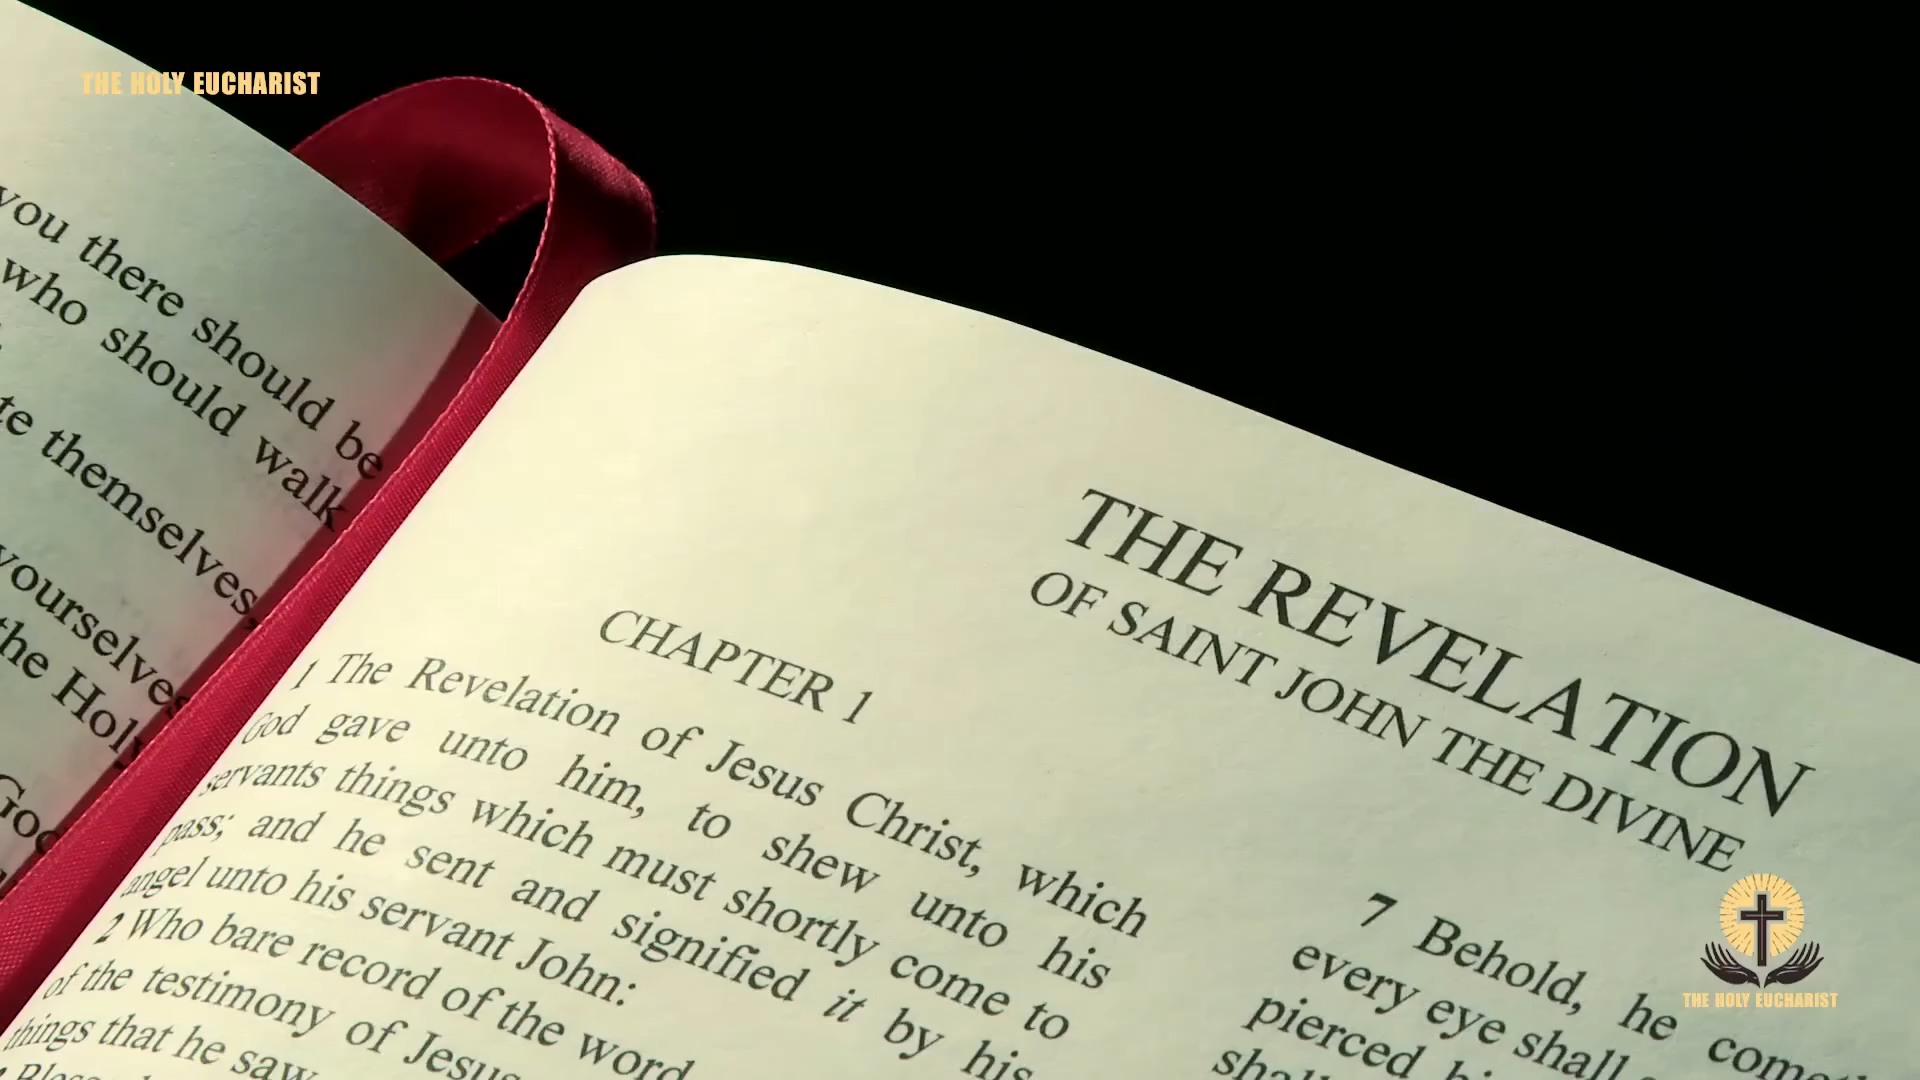 THE HOLY EUCHARIST
you there should be
who should walk
themselves,
yourselves
the Holy
God
THE REVELATION
OF SAINT JOHN THE DIVINE
CHAPTER 1
1 The Revelation of Jesus Christ, which
God gave unto him, to shew unto his
servants things which must shortly come to
pass; and he sent and signified it by his
angel unto his servant John:
2 Who bare record of the word
of the testimony of Jesus
things that he saw
7 Behold, he cometh
every eye shall
pierced
THE HOLY EUCHARIST